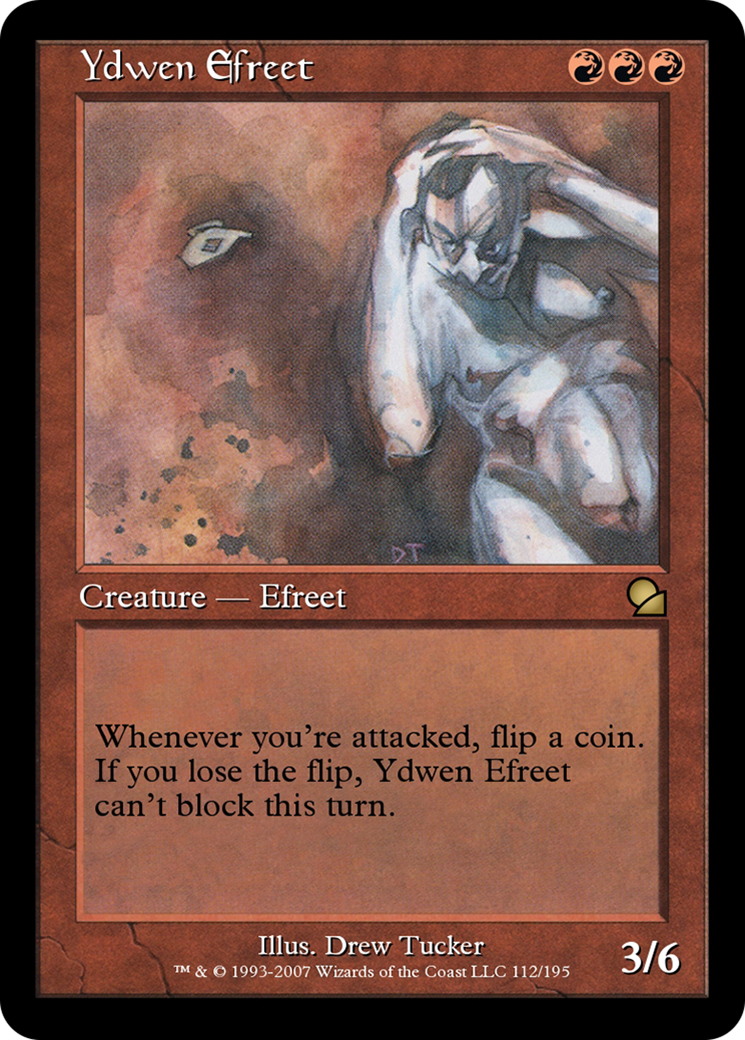 Ydwen Efreet
DT
Creature — Efreet
Whenever you're attacked, flip a coin.
If you lose the flip, Ydwen Efreet
can't block this turn.
Illus. Drew Tucker
™ & © 1993-2007 Wizards of the Coast LLC 112/195
3/6